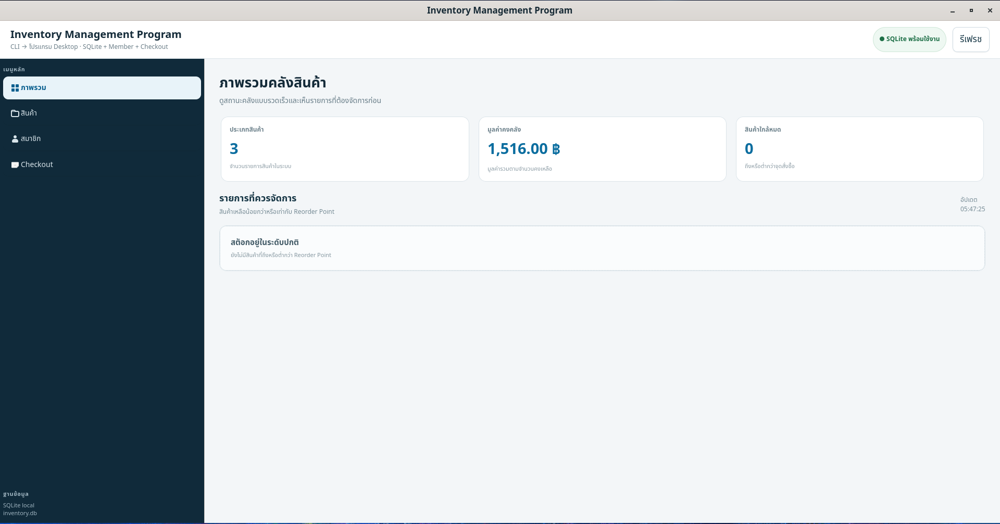 Inventory Management Program
Inventory Management Program
CLI → โปรแกรม Desktop · SQLite + Member + Checkout
SQLite พร้อมใช้งาน
รีเฟรช
เมนูหลัก
ภาพรวม
สินค้า
สมาชิก
Checkout
ฐานข้อมูล
SQLite local
inventory.db
ภาพรวมคลังสินค้า
ดูสถานะคลังแบบรวดเร็วและเห็นรายการที่ต้องจัดการก่อน
ประเภทสินค้า
3
จำนวนรายการสินค้าในระบบ
มูลค่าคงคลัง
1,516.00 ฿
มูลค่ารวมตามจำนวนคงเหลือ
สินค้าใกล้หมด
0
ถึงหรือต่ำกว่าจุดสั่งซื้อ
รายการที่ควรจัดการ
สินค้าเหลือน้อยกว่าหรือเท่ากับ Reorder Point
อัปเดต
05:47:25
สต็อกอยู่ในระดับปกติ
ยังไม่มีสินค้าที่ถึงหรือต่ำกว่า Reorder Point